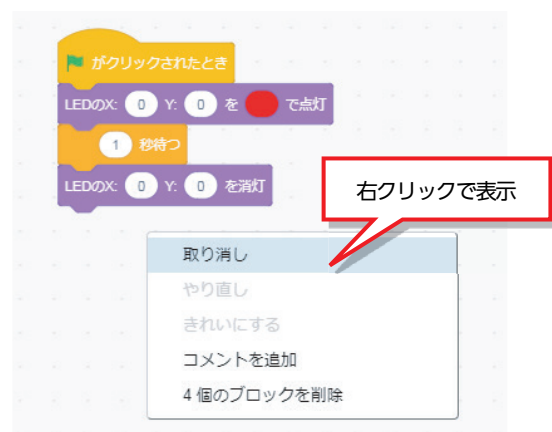 がクリックされたとき
LEDのX: 0 Y: 0 を で点灯
1 秒待つ
LEDのX: 0 Y: 0 を消灯
右クリックで表示
取り消し
やり直し
きれいにする
コメントを追加
4 個のブロックを削除